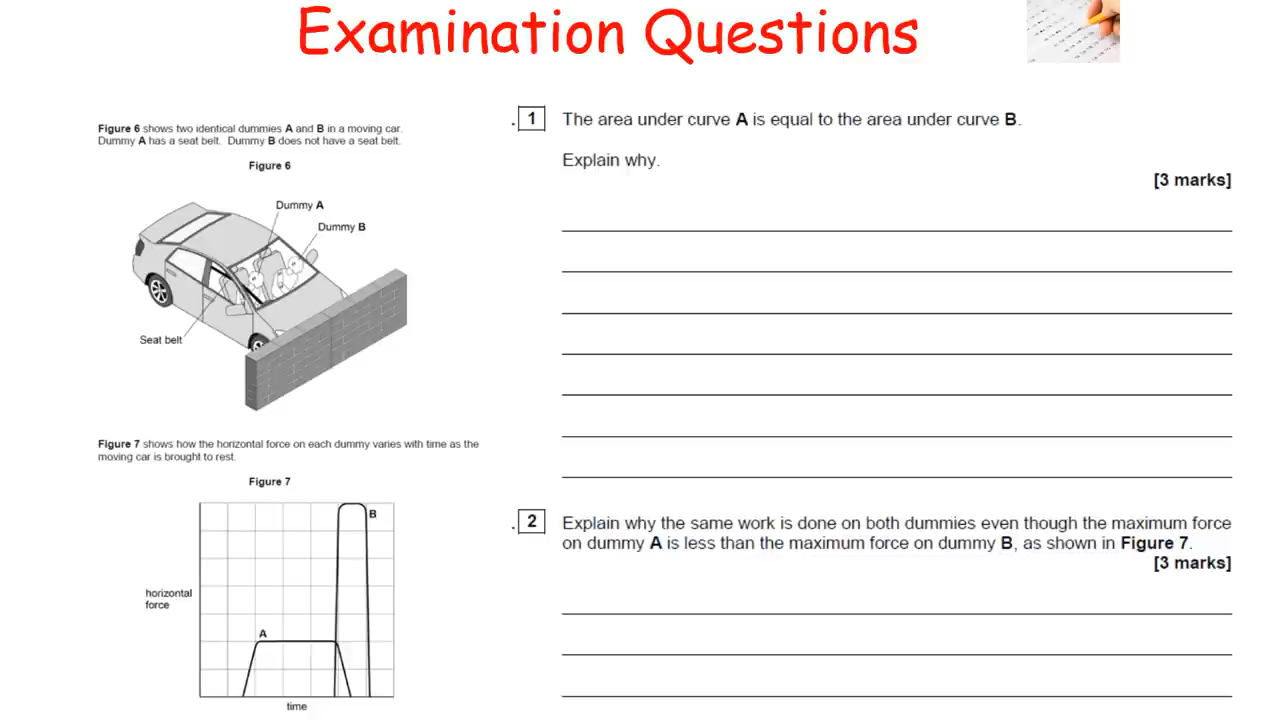 Examination Questions
Figure 6 shows two identical dummies A and B in a moving car.
Dummy A has a seat belt. Dummy B does not have a seat belt.
Figure 6
Dummy A
Dummy B
Seat belt
Figure 7 shows how the horizontal force on each dummy varies with time as the
moving car is brought to rest.
Figure 7
B
horizontal
force
A
time
. 1 The area under curve A is equal to the area under curve B.
Explain why.
[3 marks]
. 2 Explain why the same work is done on both dummies even though the maximum force
on dummy A is less than the maximum force on dummy B, as shown in Figure 7.
[3 marks]